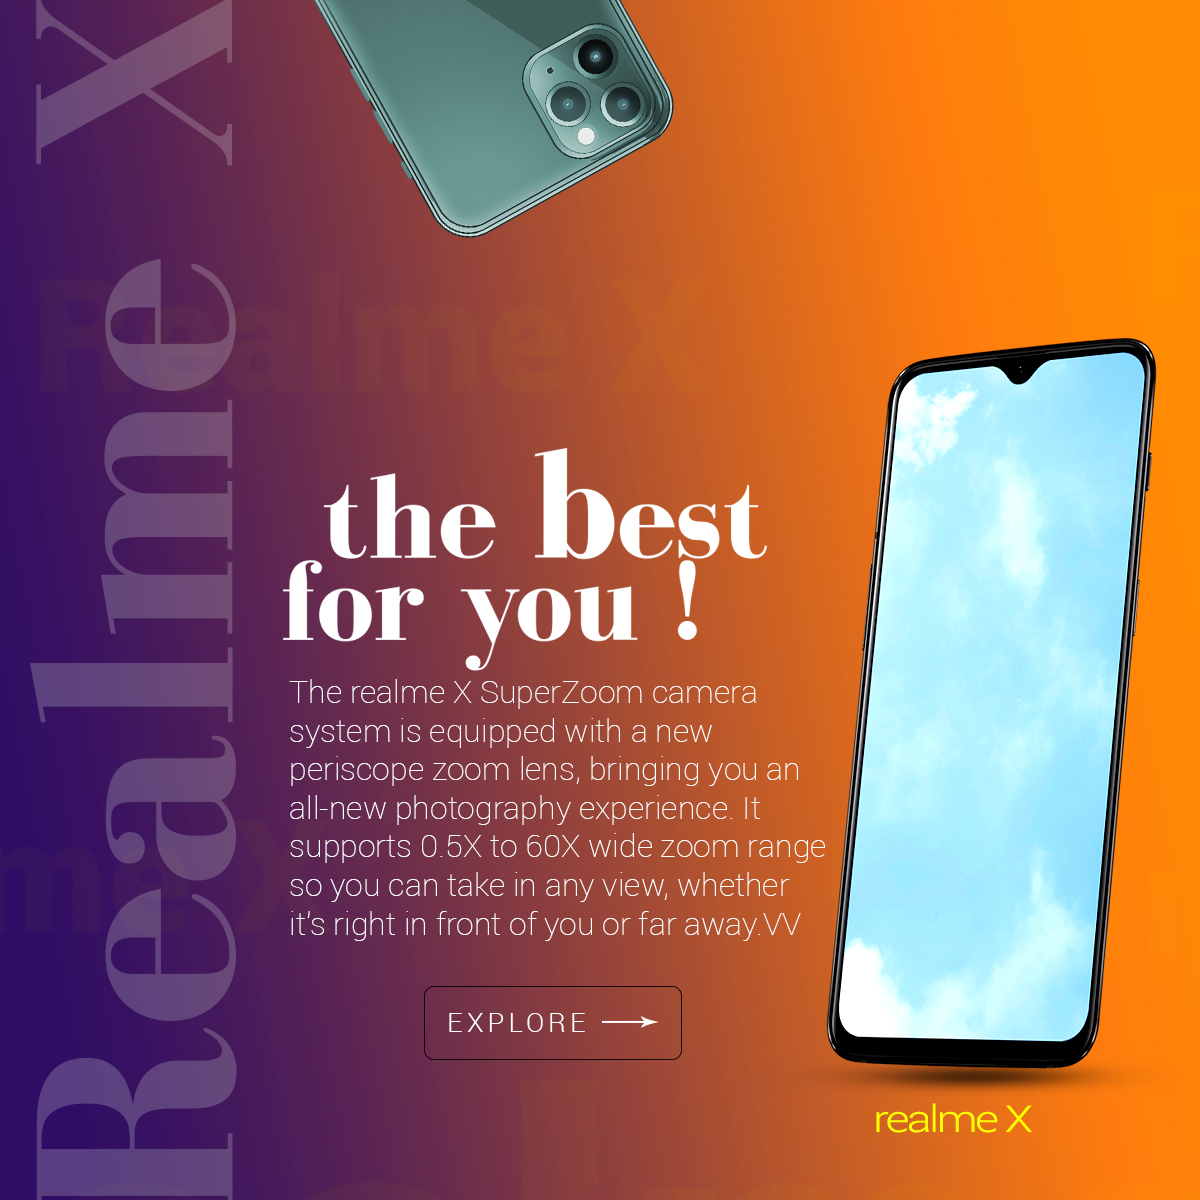 Realme X
Realme X
the best
for you !
The realme X SuperZoom camera
system is equipped with a new
periscope zoom lens, bringing you an
all-new photography experience. It
supports 0.5X to 60X wide zoom range
so you can take in any view, whether
it's right in front of you or far away.VV
EXPLORE
realme X
me X